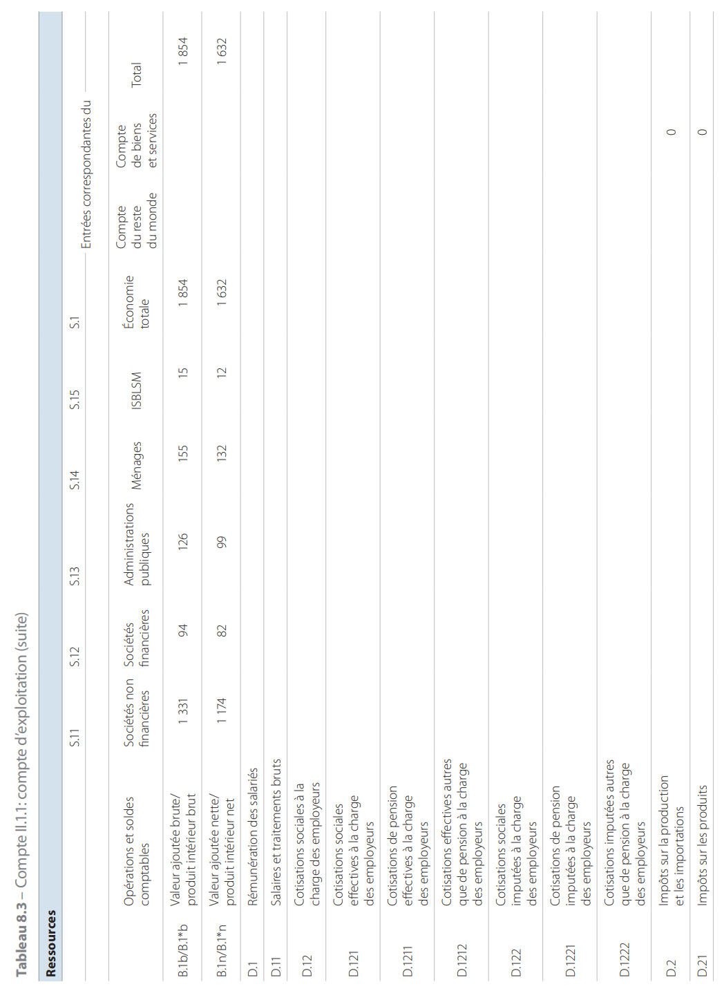 Tableau 8.3 – Compte II.1.1: compte d'exploitation (suite)
Ressources
S.11 S.12 S.13 S.14 S.15 S.1 Entrées correspondantes du
Opérations et soldes comptables Sociétés non financières Sociétés financières Administrations publiques Ménages ISBLSM Économie totale Compte du reste du monde Compte de biens et services Total
B.1b/B.1*b Valeur ajoutée brute/ 1 331 94 126 155 15 1 854 1 854
produit intérieur brut
B.1n/B.1*n Valeur ajoutée nette/ 1 174 82 99 132 12 1 632 1 632
produit intérieur net
D.1 Rémunération des salariés
D.11 Salaires et traitements bruts
D.12 Cotisations sociales à la
charge des employeurs
D.121 Cotisations sociales
effectives à la charge
des employeurs
D.1211 Cotisations de pension
effectives à la charge
des employeurs
D.1212 Cotisations effectives autres
que de pension à la charge
des employeurs
D.122 Cotisations sociales
imputées à la charge
des employeurs
D.1221 Cotisations de pension
imputées à la charge
des employeurs
D.1222 Cotisations imputées autres
que de pension à la charge
des employeurs
D.2 Impôts sur la production 0
et les importations
D.21 Impôts sur les produits 0